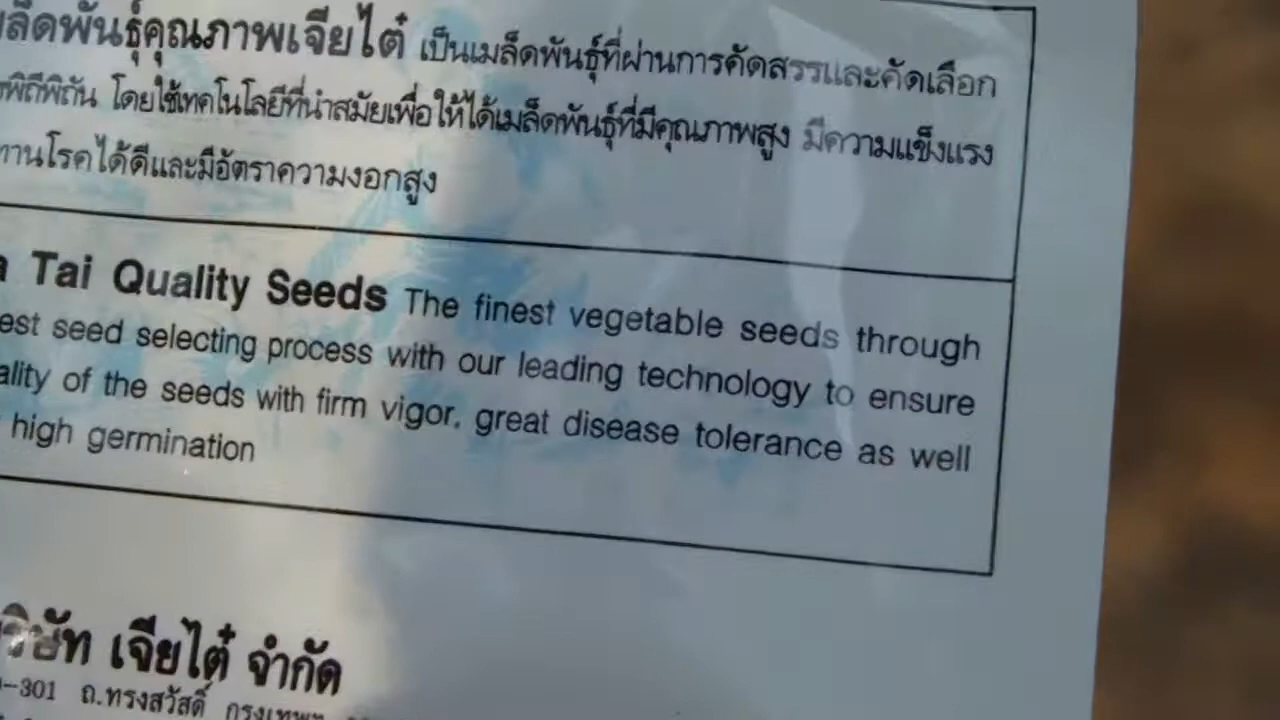 เมล็ดพันธุ์คุณภาพเจียไต๋ เป็นเมล็ดพันธุ์ที่ผ่านการคัดสรรและคัดเลือก
พิถีพิถัน โดยใช้เทคโนโลยีที่นำสมัยเพื่อให้ได้เมล็ดพันธุ์ที่มีคุณภาพสูง มีความแข็งแรง
ทานโรคได้ดีและมีอัตราความงอกสูง
a Tai Quality Seeds The finest vegetable seeds through
est seed selecting process with our leading technology to ensure
ality of the seeds with firm vigor, great disease tolerance as well
high germination
บริษัท เจียไต๋ จำกัด
-301 ถ.ทรงสวัสดิ์